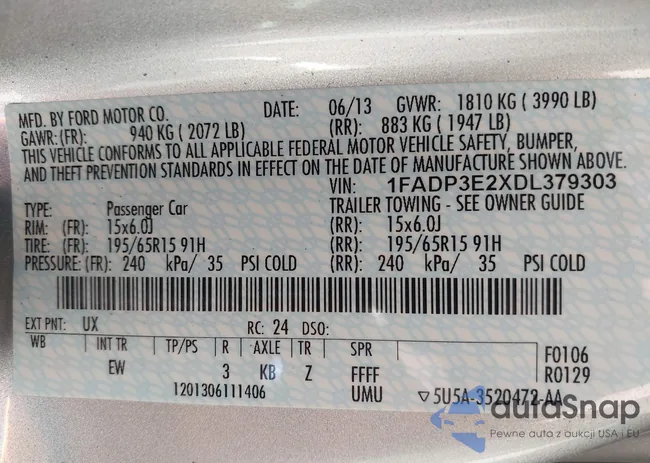 MFD. BY FORD MOTOR CO. DATE: 06/13 GVWR: 1810 KG ( 3990 LB)
GAWR: (FR): 940 KG ( 2072 LB) (RR): 883 KG ( 1947 LB)
THIS VEHICLE CONFORMS TO ALL APPLICABLE FEDERAL MOTOR VEHICLE SAFETY, BUMPER,
AND THEFT PREVENTION STANDARDS IN EFFECT ON THE DATE OF MANUFACTURE SHOWN ABOVE.
VIN: 1FADP3E2XDL379303
TYPE: Passenger Car TRAILER TOWING - SEE OWNER GUIDE
RIM: (FR): 15x6.0J (RR): 15x6.0J
TIRE: 195/65R15 91H (RR): 195/65R15 91H
PRESSURE: (FR): 240 kPa/ 35 PSI COLD (RR): 240 kPa/ 35 PSI COLD
EXT PNT: UX RC: 24 DSO:
WB INT TR TP/PS R AXLE TR SPR F0106
EW 3 KB Z FFFF R0129
1201306111406 UMU ▽ 5U5A-3520472-AA
autaSnap
Pewne auta z aukcji USA i EU